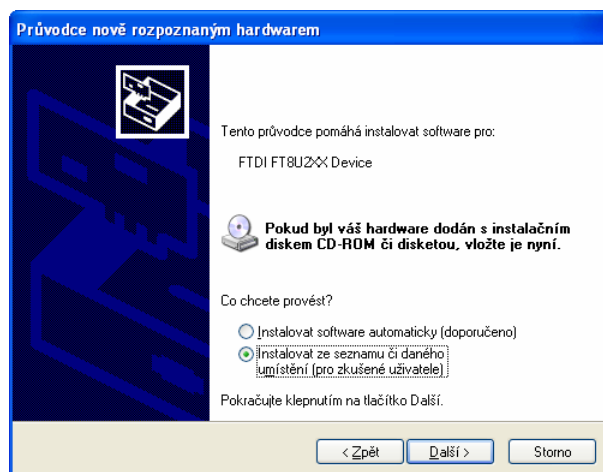 Průvodce nově rozpoznaným hardwarem
Tento průvodce pomáhá instalovat software pro:
FTDI FT8U2XX Device
Pokud byl váš hardware dodán s instalačním
diskem CD-ROM či disketou, vložte je nyní.
Co chcete provést?
Instalovat software automaticky (doporučeno)
Instalovat ze seznamu či daného
umístění (pro zkušené uživatele)
Pokračujte klepnutím na tlačítko Další.
< Zpět
Další >
Storno